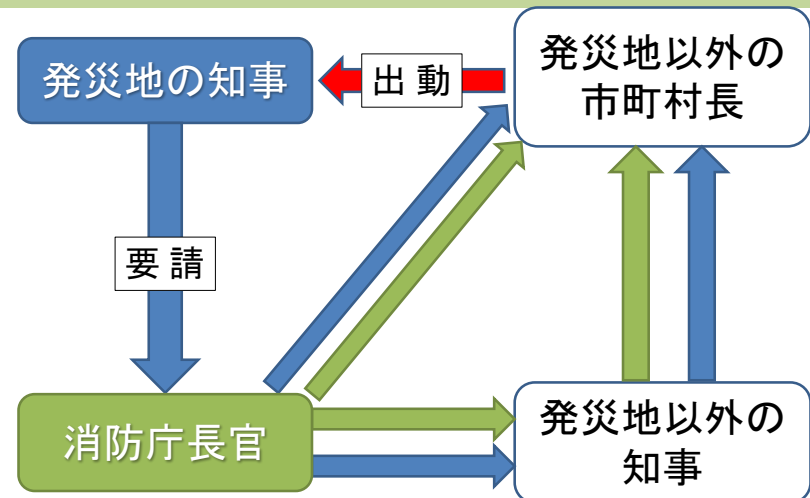 発災地の知事
出動
発災地以外の
市町村長
要請
消防庁長官
発災地以外の
知事